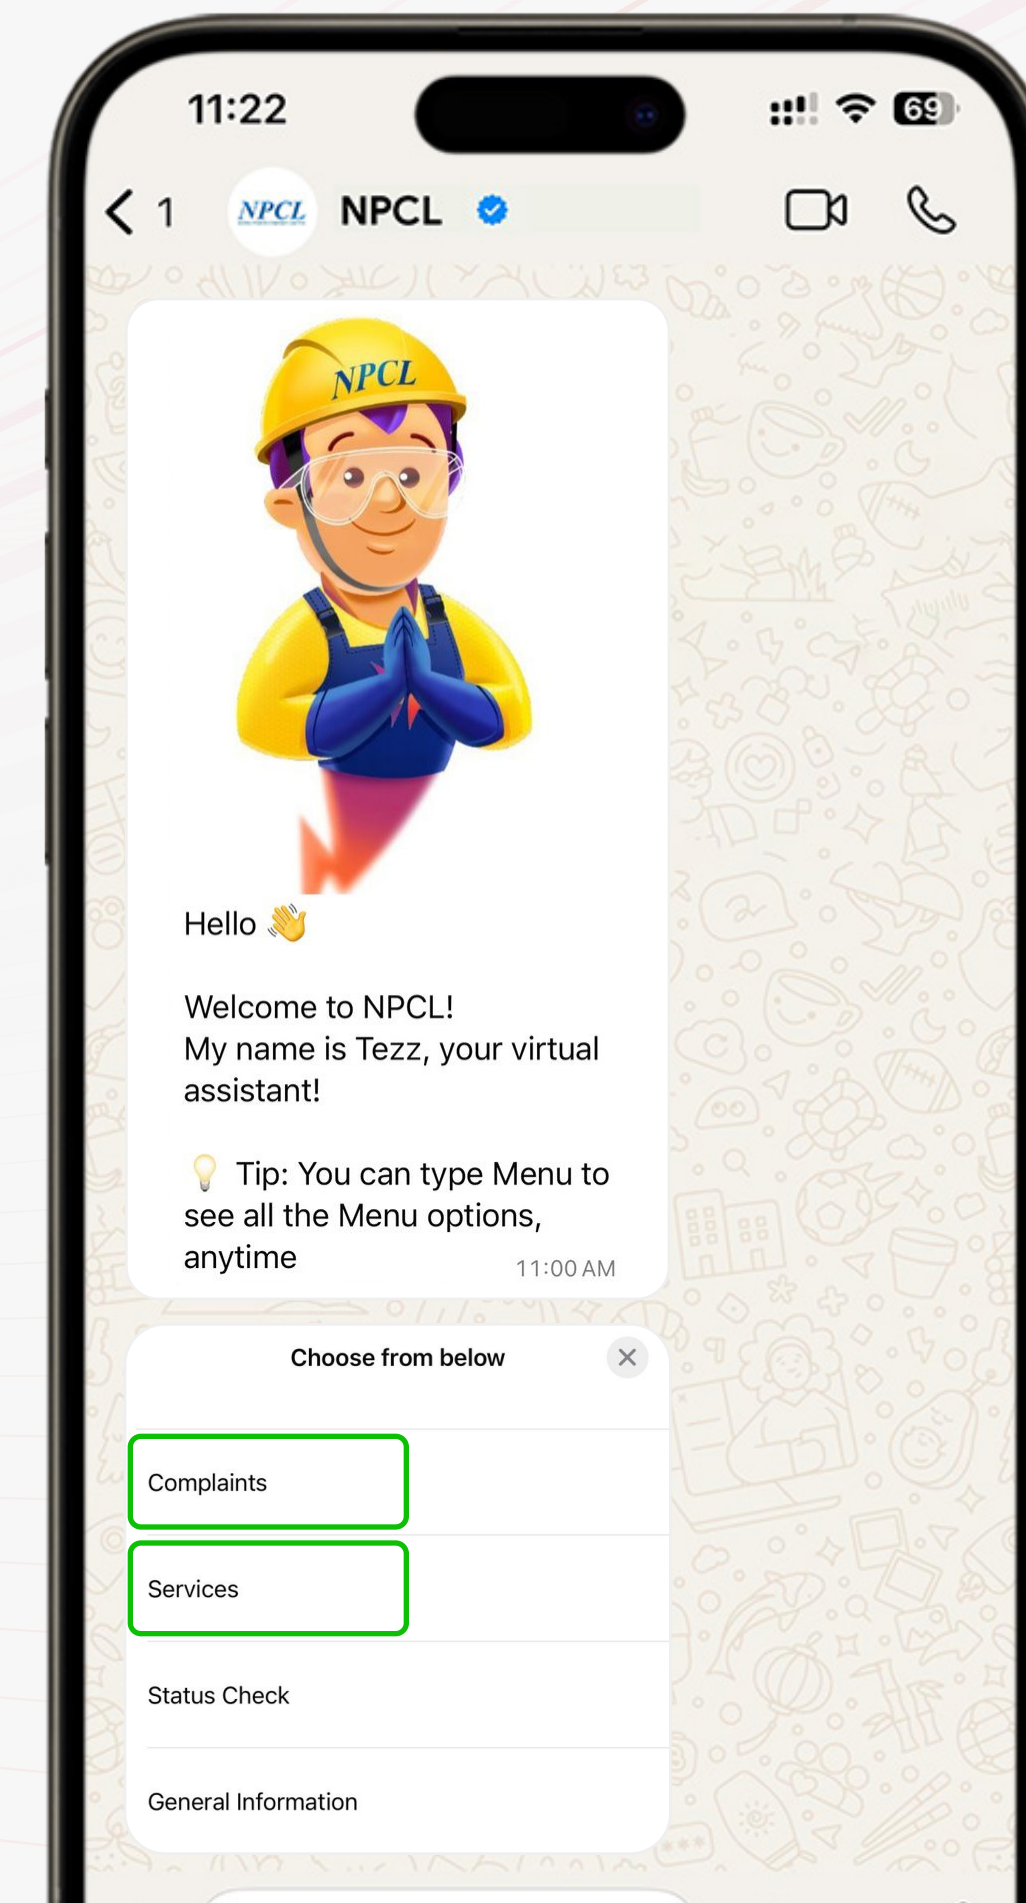 11:22
69
1
NPCL
NPCL
NPCL
Hello
Welcome to NPCL!
My name is Tezz, your virtual
assistant!
Tip: You can type Menu to
see all the Menu options,
anytime
11:00 AM
Choose from below
Complaints
Services
Status Check
General Information